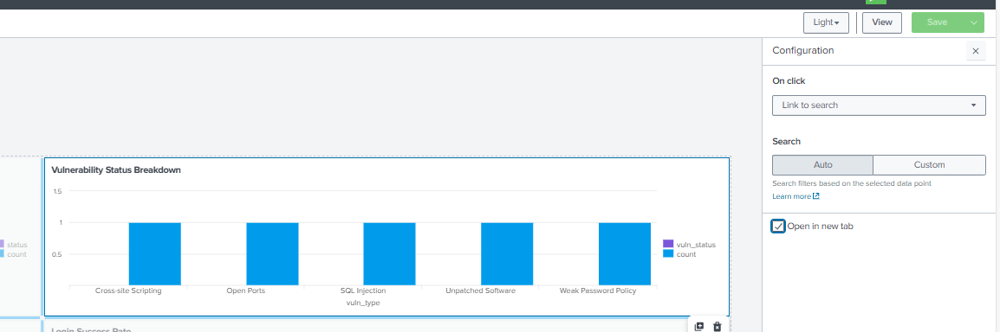 Light
View
Save
Configuration
On click
Link to search
Search
Auto
Custom
Search filters based on the selected data point
Learn more
Open in new tab
Vulnerability Status Breakdown
1.5
1
0.5
status
count
vuln_status
count
Cross-site Scripting
Open Ports
SQL Injection
Unpatched Software
Weak Password Policy
vuln_type
Login Success Rate